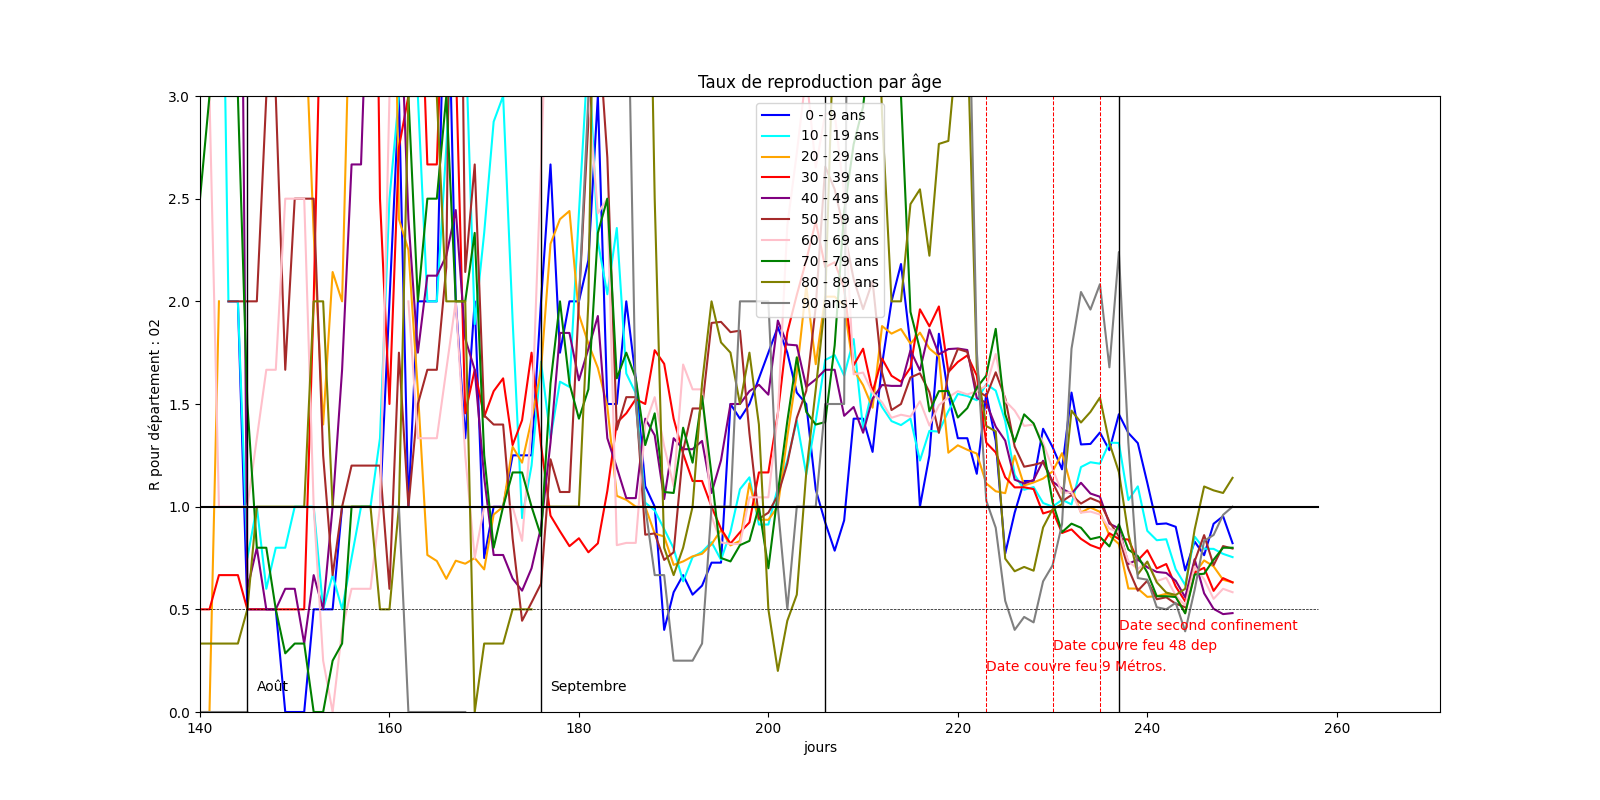 Taux de reproduction par âge
R pour département : 02
3.0
2.5
2.0
1.5
1.0
0.5
0.0
0 - 9 ans
10 - 19 ans
20 - 29 ans
30 - 39 ans
40 - 49 ans
50 - 59 ans
60 - 69 ans
70 - 79 ans
80 - 89 ans
90 ans+
Date second confinement
Date couvre feu 48 dep
Date couvre feu 9 Métros.
Août
Septembre
140 160 180 200 220 240 260
jours